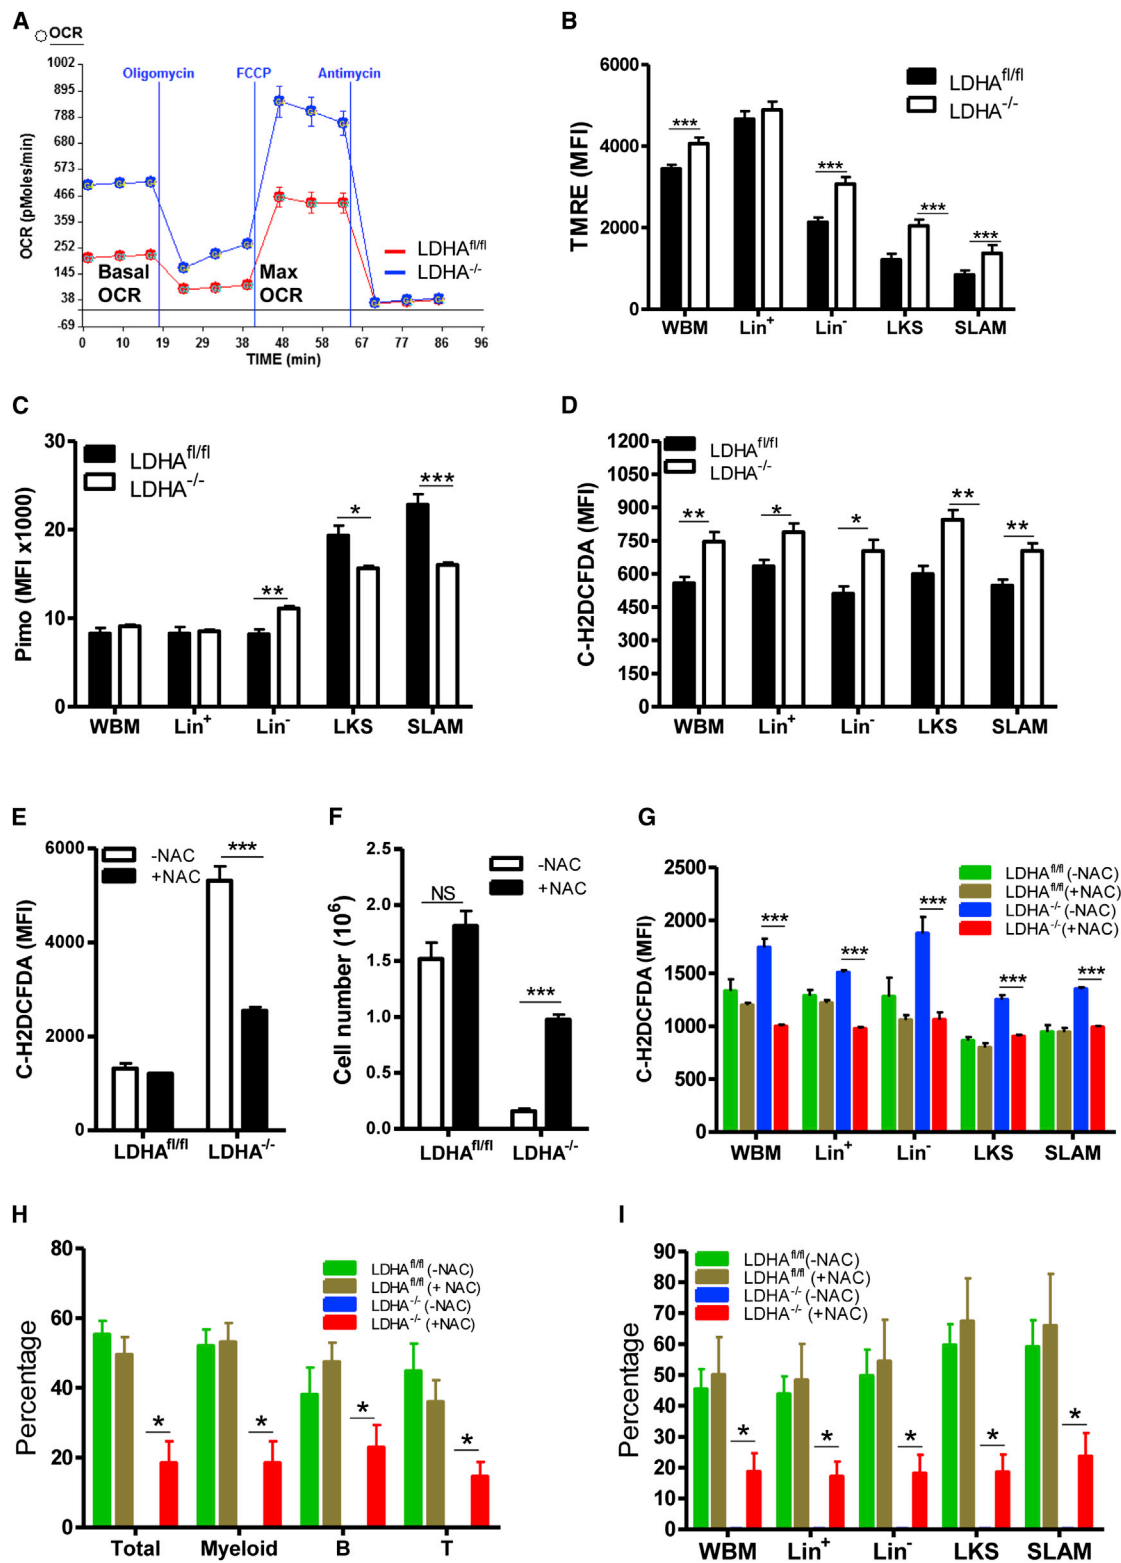 A
OCR
1002
895
788
680
573
466
359
252
145
38
-69
OCR (pMoles/min)
Oligomycin
FCCP
Antimycin
Basal
OCR
Max
OCR
LDHA^fl/fl
LDHA^-/-
0 10 19 29 38 48 58 67 77 86 96
TIME (min)
B
TMRE (MFI)
6000
4000
2000
0
LDHA^fl/fl
LDHA^-/-
***
***
***
***
WBM Lin^+ Lin^- LKS SLAM
C
Pimo (MFI x1000)
30
20
10
0
LDHA^fl/fl
LDHA^-/-
**
*
***
WBM Lin^+ Lin^- LKS SLAM
D
C-H2DCFDA (MFI)
1200
1050
900
750
600
450
300
150
0
LDHA^fl/fl
LDHA^-/-
**
*
*
**
**
WBM Lin^+ Lin^- LKS SLAM
E
C-H2DCFDA (MFI)
6000
4000
2000
0
-NAC
+NAC
***
LDHA^fl/fl LDHA^-/-
F
Cell number (10^6)
2.5
2.0
1.5
1.0
0.5
0.0
-NAC
+NAC
NS
***
LDHA^fl/fl LDHA^-/-
G
C-H2DCFDA (MFI)
2500
2000
1500
1000
500
0
LDHA^fl/fl (-NAC)
LDHA^fl/fl (+NAC)
LDHA^-/- (-NAC)
LDHA^-/- (+NAC)
***
***
***
***
***
WBM Lin^+ Lin^- LKS SLAM
H
Percentage
80
60
40
20
0
LDHA^fl/fl (-NAC)
LDHA^fl/fl (+ NAC)
LDHA^-/- (-NAC)
LDHA^-/- (+NAC)
*
*
*
*
Total Myeloid B T
I
Percentage
90
80
70
60
50
40
30
20
10
0
LDHA^fl/fl (-NAC)
LDHA^fl/fl (+NAC)
LDHA^-/- (-NAC)
LDHA^-/- (+NAC)
*
*
*
*
*
WBM Lin^+ Lin^- LKS SLAM